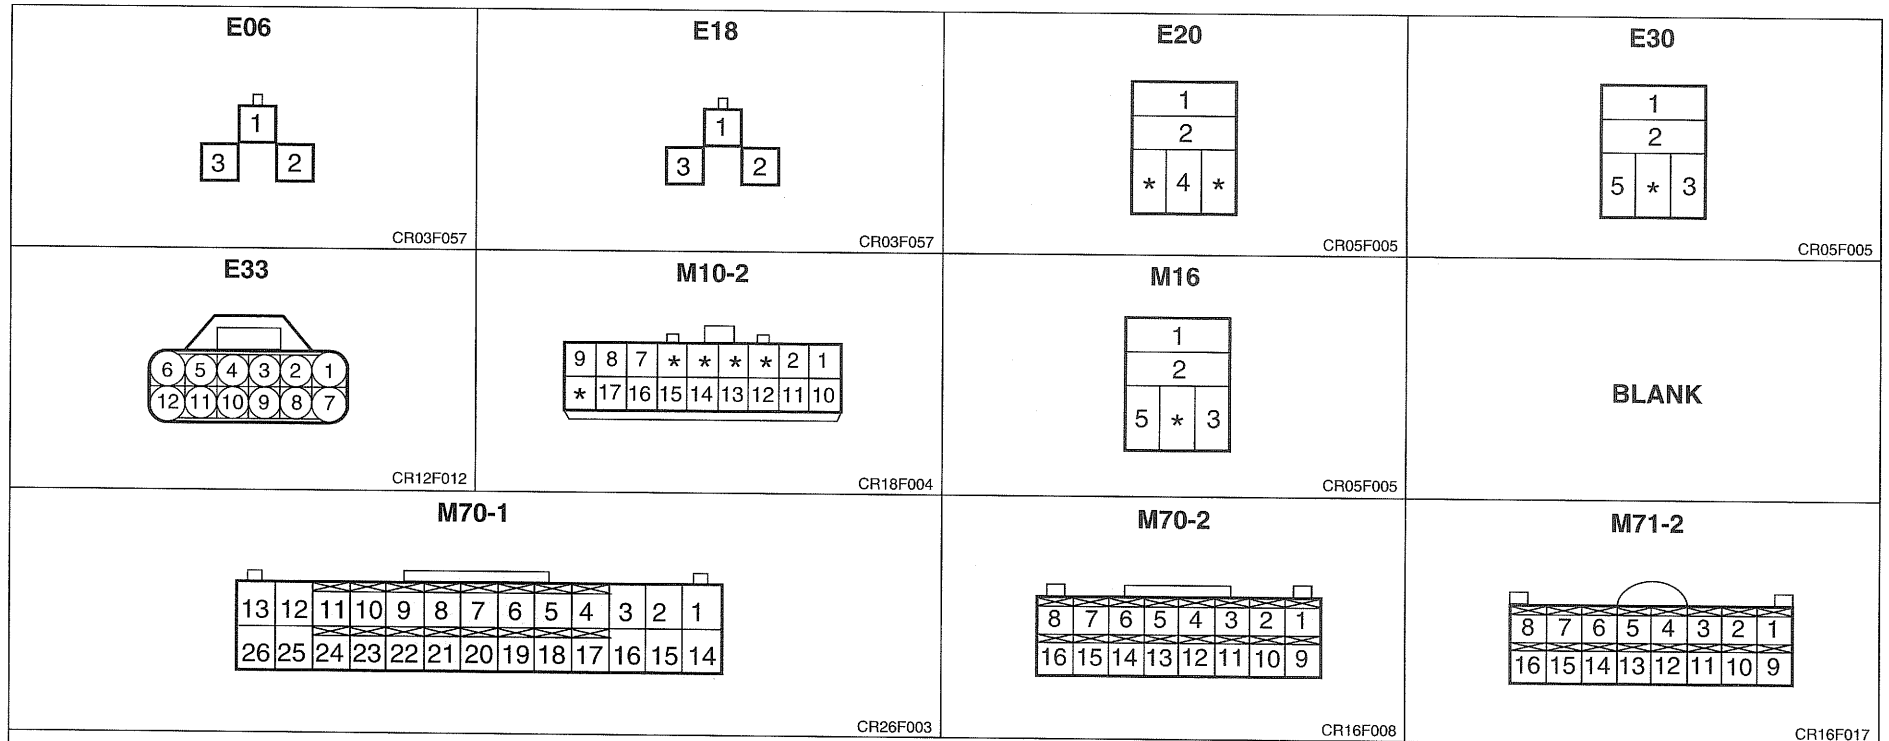 E06
1
3 2
CR03F057
E18
1
3 2
CR03F057
E20
1
2
* 4 *
CR05F005
E30
1
2
5 * 3
CR05F005
E33
6 5 4 3 2 1
12 11 10 9 8 7
CR12F012
M10-2
9 8 7 * * * * 2 1
* 17 16 15 14 13 12 11 10
CR18F004
M16
1
2
5 * 3
CR05F005
BLANK
M70-1
13 12 11 10 9 8 7 6 5 4 3 2 1
26 25 24 23 22 21 20 19 18 17 16 15 14
CR26F003
M70-2
8 7 6 5 4 3 2 1
16 15 14 13 12 11 10 9
CR16F008
M71-2
8 7 6 5 4 3 2 1
16 15 14 13 12 11 10 9
CR16F017